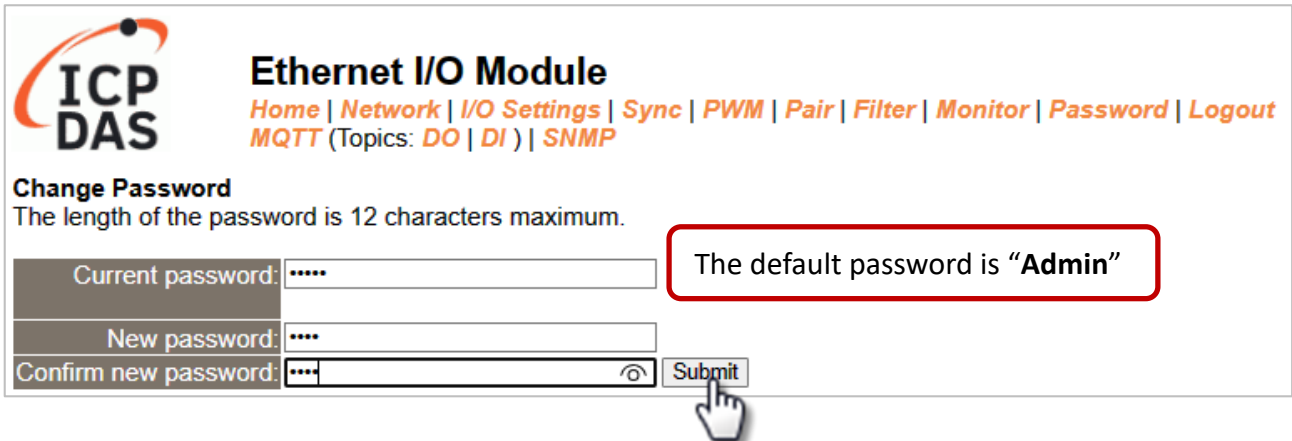 ICP
DAS
Ethernet I/O Module
Home | Network | I/O Settings | Sync | PWM | Pair | Filter | Monitor | Password | Logout
MQTT (Topics: DO | DI ) | SNMP
Change Password
The length of the password is 12 characters maximum.
The default password is “Admin”
Current password: •••••
New password: ••••
Confirm new password: •••• Submit